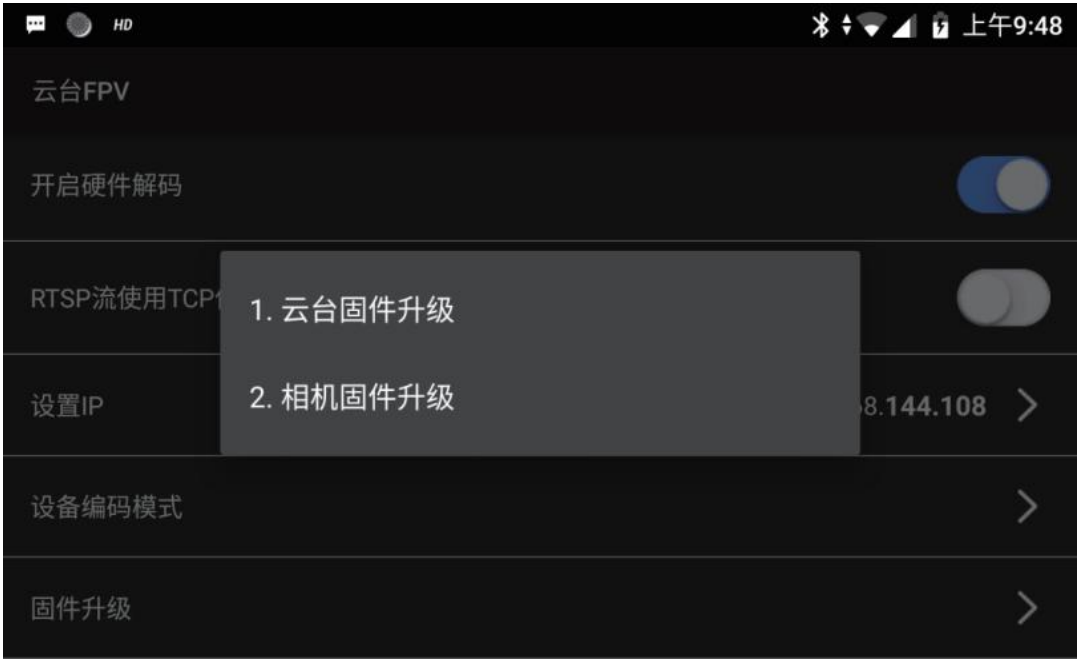 HD 上午9:48
云台FPV
开启硬件解码
RTSP流使用TCP
1. 云台固件升级
2. 相机固件升级
设置IP 8.144.108
设备编码模式
固件升级